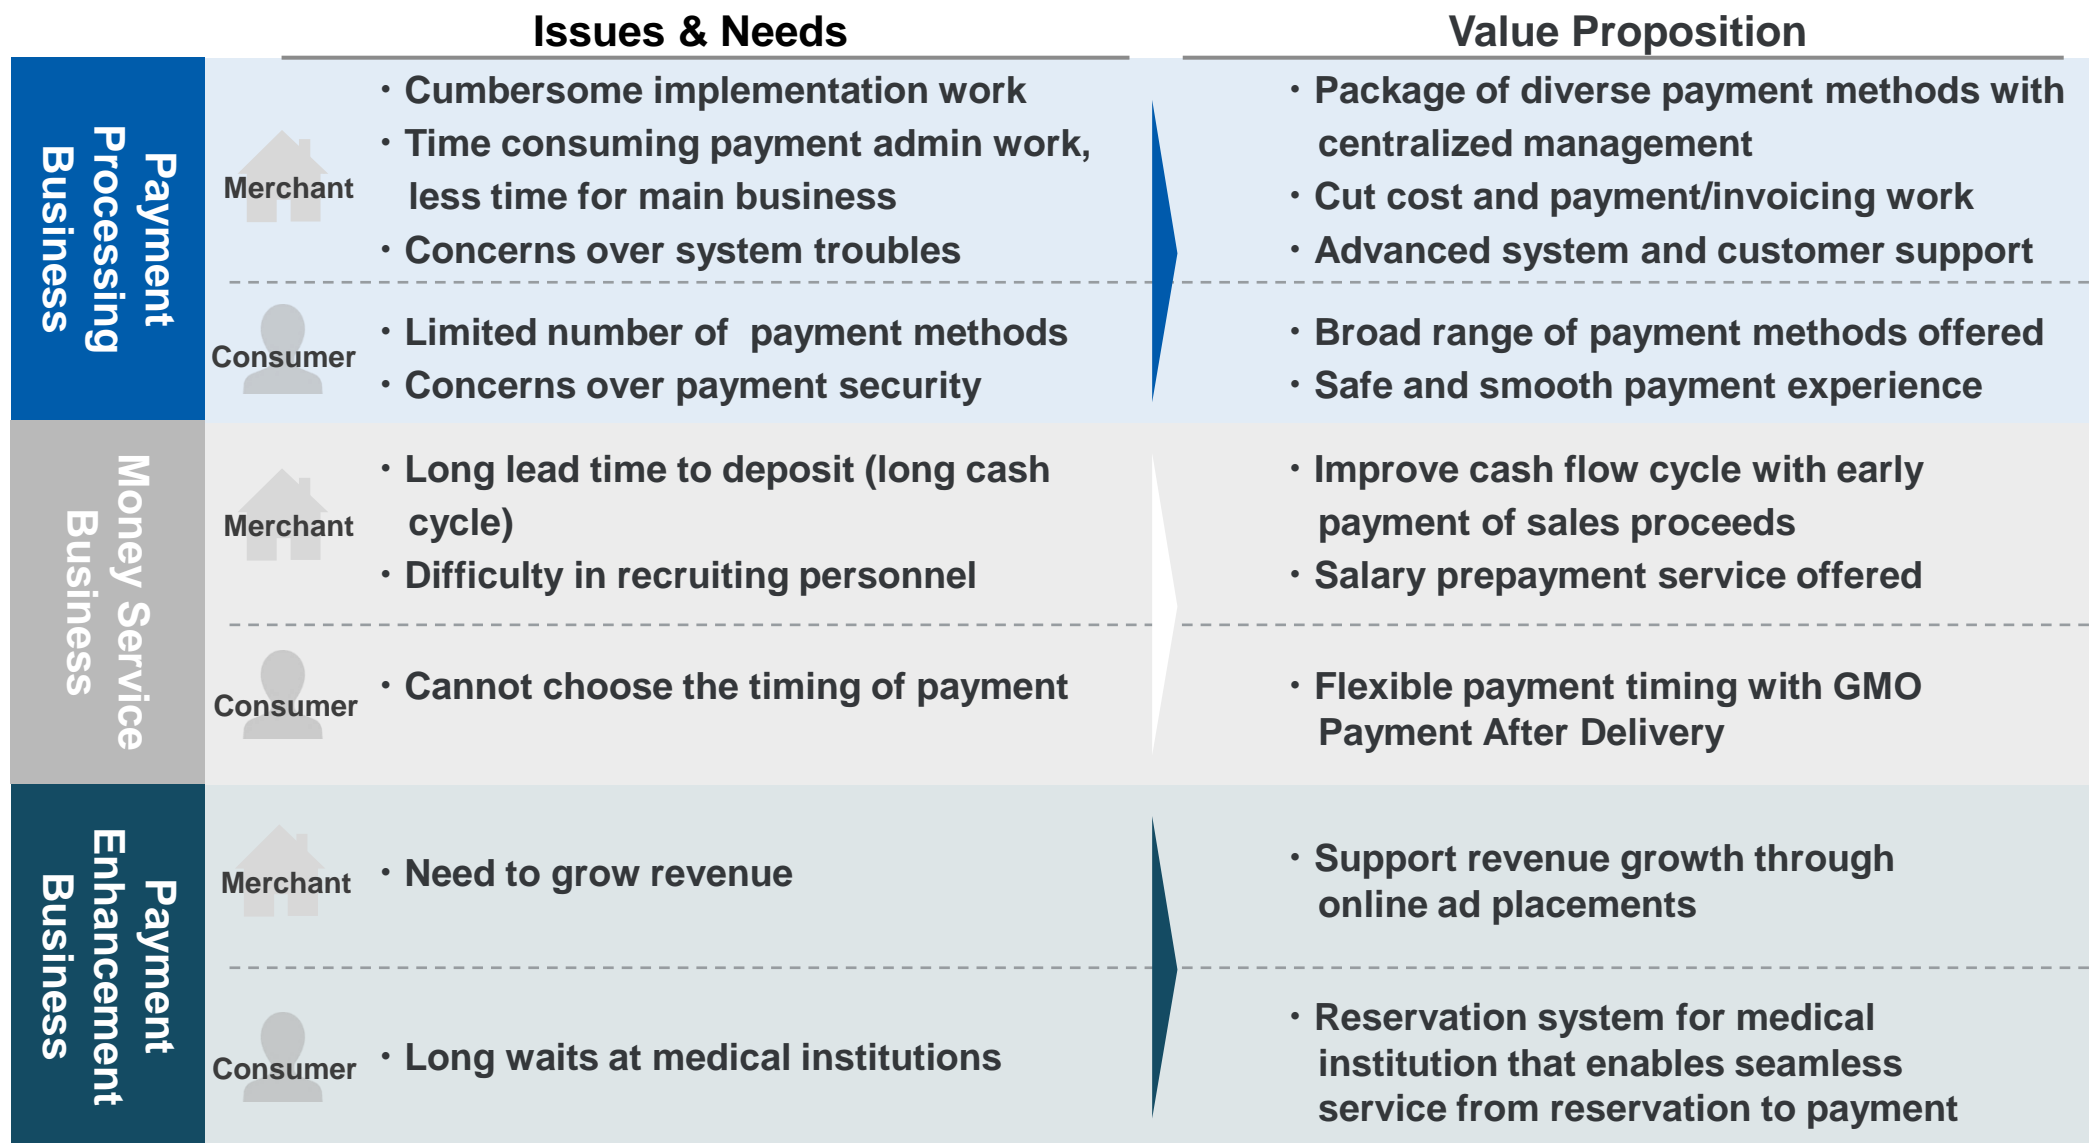 Issues & Needs
Value Proposition
Payment
Processing
Business
Merchant
・Cumbersome implementation work
・Time consuming payment admin work,
less time for main business
・Concerns over system troubles
・Package of diverse payment methods with
centralized management
・Cut cost and payment/invoicing work
・Advanced system and customer support
Consumer
・Limited number of  payment methods
・Concerns over payment security
・Broad range of payment methods offered
・Safe and smooth payment experience
Money Service
Business
Merchant
・Long lead time to deposit (long cash
cycle)
・Difficulty in recruiting personnel
・Improve cash flow cycle with early
payment of sales proceeds
・Salary prepayment service offered
Consumer
・Cannot choose the timing of payment
・Flexible payment timing with GMO
Payment After Delivery
Payment
Enhancement
Business
Merchant
・Need to grow revenue
・Support revenue growth through
online ad placements
Consumer
・Long waits at medical institutions
・Reservation system for medical
institution that enables seamless
service from reservation to payment